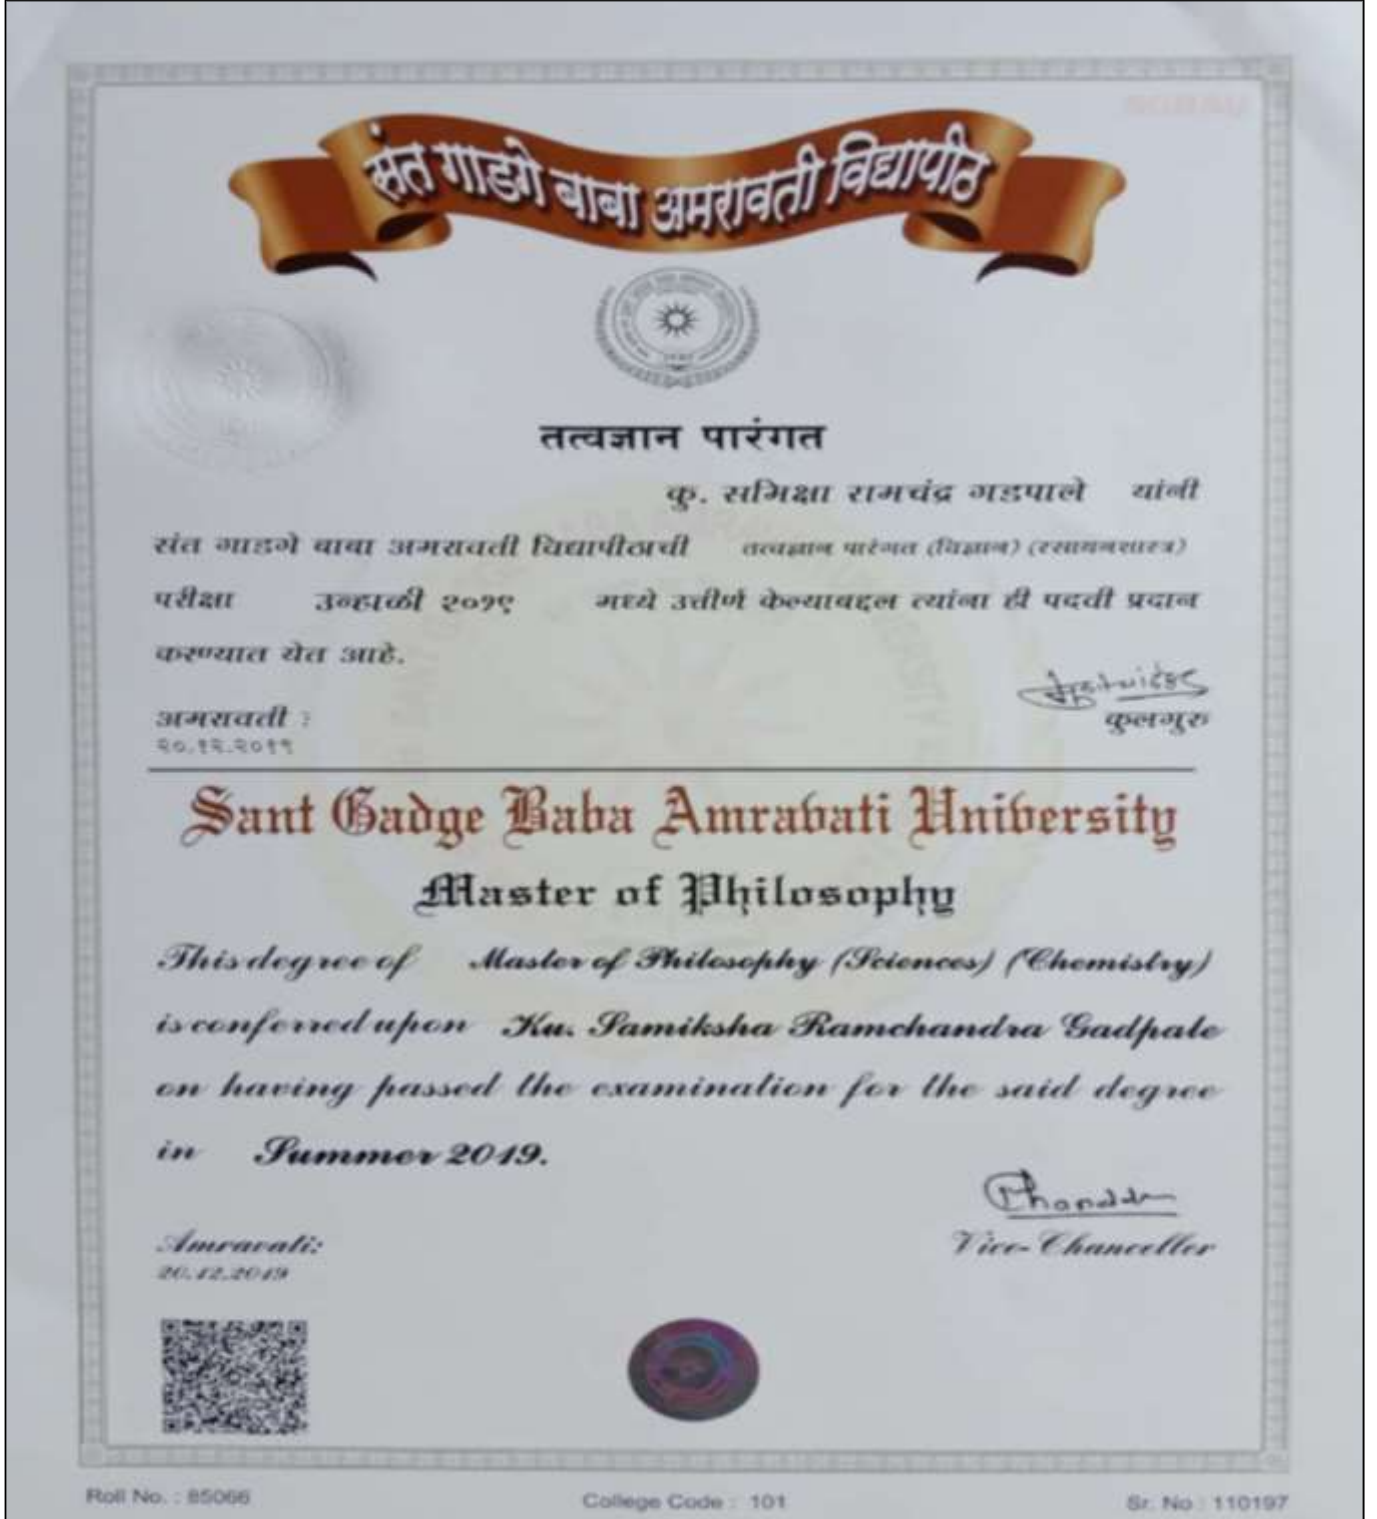 संत गाडगे बाबा अमरावती विद्यापीठ
तत्वज्ञान पारंगत
कु. समिक्षा रामचंद्र गडपाले यांनी
संत गाडगे बाबा अमरावती विद्यापीठाची तत्वज्ञान पारंगत (विज्ञान) (रसायनशास्त्र)
परीक्षा उन्हाळी २०१९ मध्ये उत्तीर्ण केल्याबद्दल त्यांना ही पदवी प्रदान
करण्यात येत आहे.
कुलगुरु
अमरावती :
२०.१२.२०१९
Sant Gadge Baba Amravati University
Master of Philosophy
This degree of Master of Philosophy (Sciences) (Chemistry)
is conferred upon Ku. Samiksha Ramchandra Gadpale
on having passed the examination for the said degree
in Summer 2019.
Vice-Chancellor
Amravati:
20.12.2019
Roll No. : 85066 College Code : 101 Sr. No : 110197